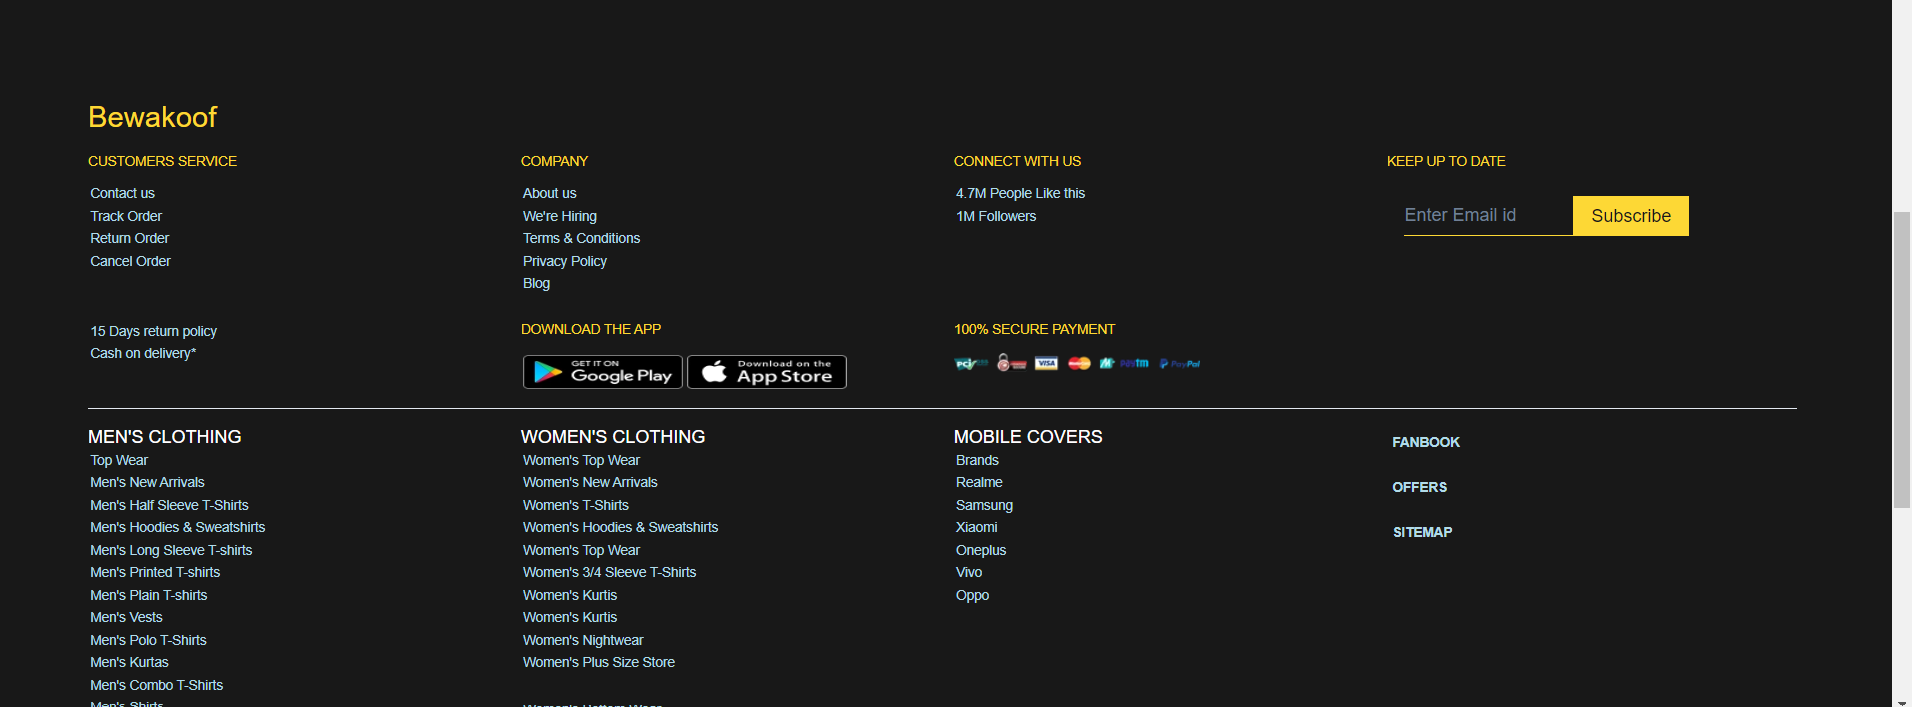 Bewakoof
CUSTOMERS SERVICE
Contact us
Track Order
Return Order
Cancel Order
COMPANY
About us
We're Hiring
Terms & Conditions
Privacy Policy
Blog
CONNECT WITH US
4.7M People Like this
1M Followers
KEEP UP TO DATE
Enter Email id
Subscribe
15 Days return policy
Cash on delivery*
DOWNLOAD THE APP
GET IT ON
Google Play
Download on the
App Store
100% SECURE PAYMENT
VISA
PayPal
MEN'S CLOTHING
Top Wear
Men's New Arrivals
Men's Half Sleeve T-Shirts
Men's Hoodies & Sweatshirts
Men's Long Sleeve T-shirts
Men's Printed T-shirts
Men's Plain T-shirts
Men's Vests
Men's Polo T-Shirts
Men's Kurtas
Men's Combo T-Shirts
Men's Shirts
WOMEN'S CLOTHING
Women's Top Wear
Women's New Arrivals
Women's T-Shirts
Women's Hoodies & Sweatshirts
Women's Top Wear
Women's 3/4 Sleeve T-Shirts
Women's Kurtis
Women's Kurtis
Women's Nightwear
Women's Plus Size Store
MOBILE COVERS
Brands
Realme
Samsung
Xiaomi
Oneplus
Vivo
Oppo
FANBOOK
OFFERS
SITEMAP